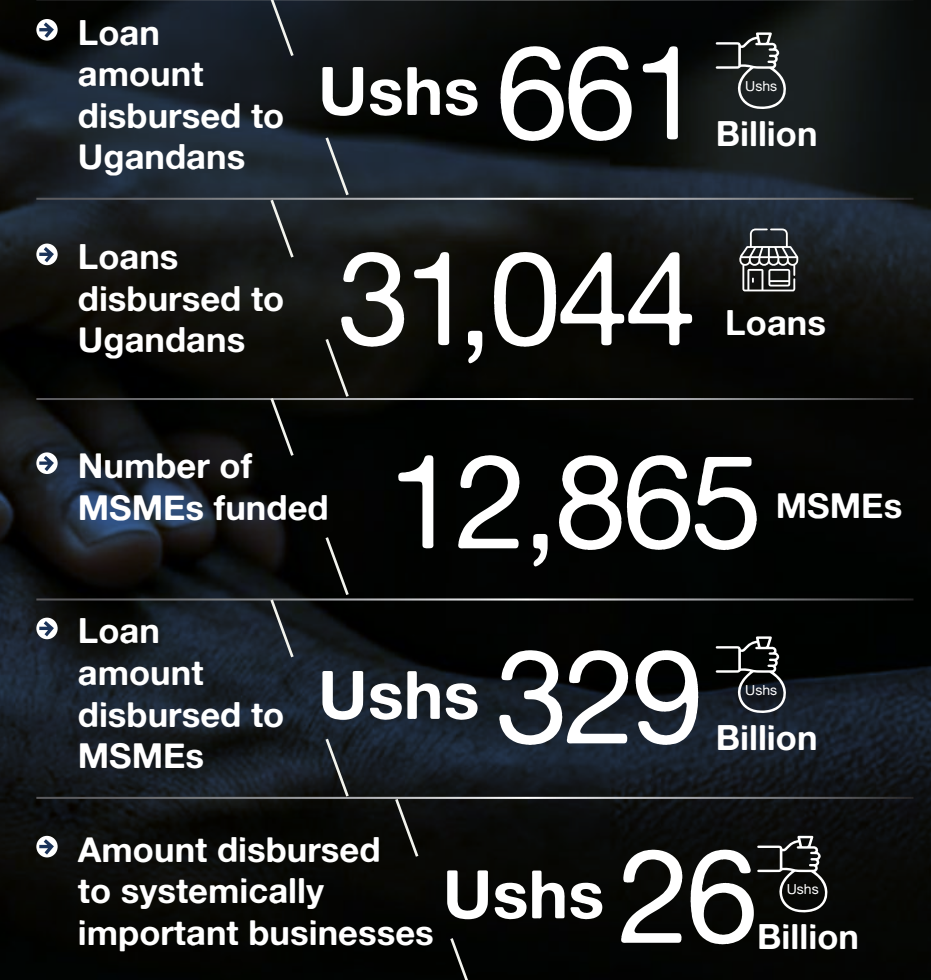 Loan
amount
disbursed to
Ugandans
Ushs 661
Ushs
Billion
Loans
disbursed to
Ugandans
31,044
Loans
Number of
MSMEs funded
12,865 MSMEs
Loan
amount
disbursed to
MSMEs
Ushs 329
Ushs
Billion
Amount disbursed
to systemically
important businesses
Ushs 26
Ushs
Billion